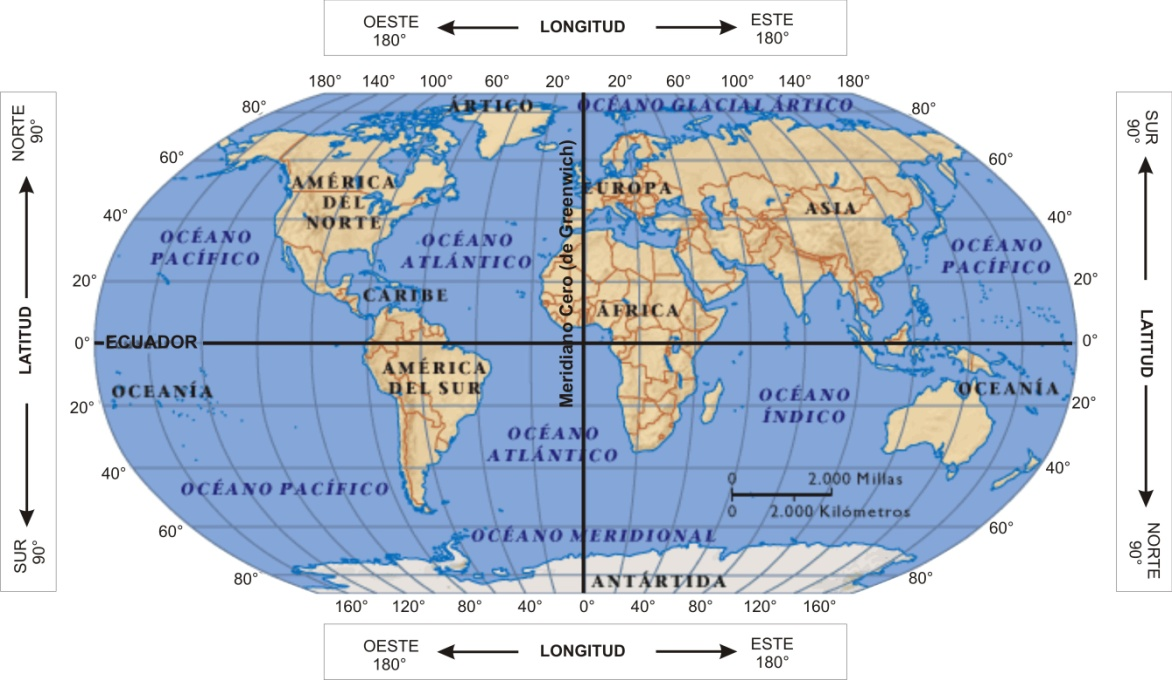 OESTE
180°
LONGITUD
ESTE
180°
180° 140° 100° 60° 20° 20° 60° 100° 140° 180°
NORTE
90°
LATITUD
SUR
90°
80°
60°
40°
20°
0°
20°
40°
60°
80°
ÁRTICO
OCÉANO GLACIAL ÁRTICO
AMÉRICA
DEL
NORTE
EUROPA
ASIA
OCÉANO
PACÍFICO
OCÉANO
ATLÁNTICO
Meridiano Cero (de Greenwich)
OCÉANO
PACÍFICO
CARIBE
ÁFRICA
ECUADOR
AMÉRICA
DEL SUR
OCEANÍA
OCÉANO
ÍNDICO
OCEANÍA
OCÉANO
ATLÁNTICO
OCÉANO PACÍFICO
0 2.000 Millas
0 2.000 Kilómetros
OCÉANO MERIDIONAL
ANTÁRTIDA
80°
60°
40°
20°
0°
20°
40°
60°
80°
SUR
90°
LATITUD
NORTE
90°
160° 120° 80° 40° 0° 40° 80° 120° 160°
OESTE
180°
LONGITUD
ESTE
180°